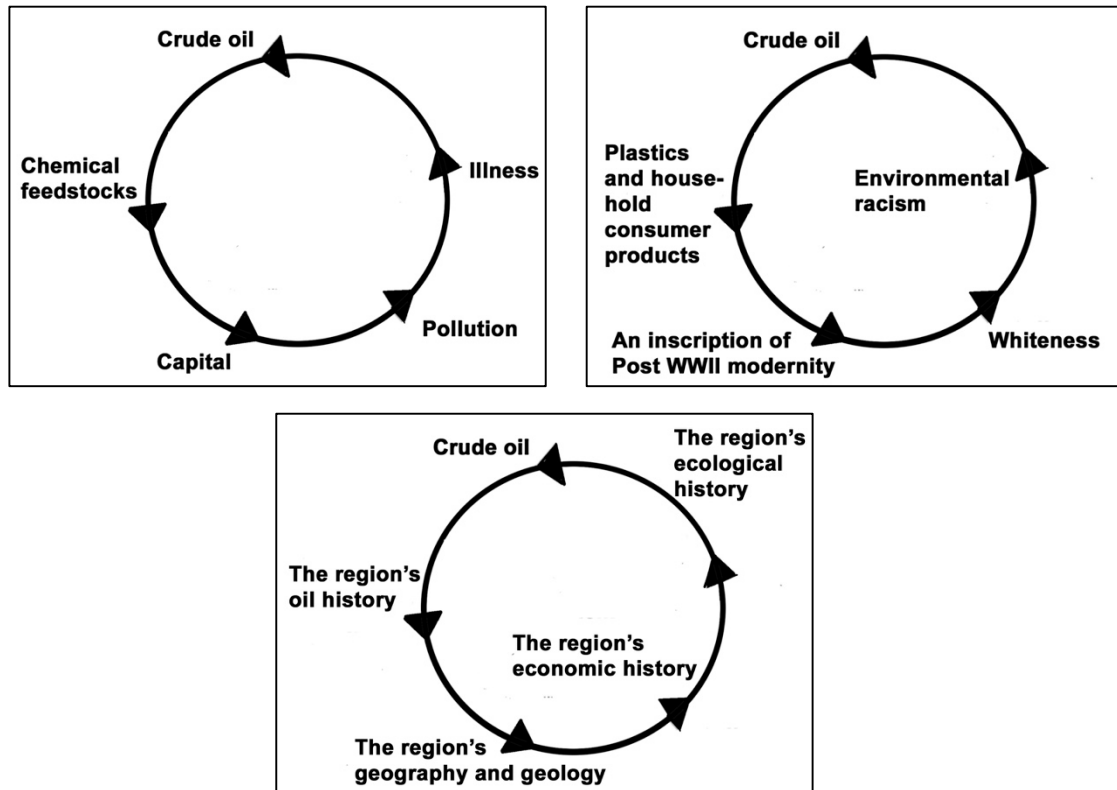 Crude oil
Chemical
feedstocks
Illness
Pollution
Capital
Crude oil
Plastics
and house-
hold
consumer
products
Environmental
racism
An inscription of
Post WWII modernity
Whiteness
Crude oil
The region’s
ecological
history
The region’s
oil history
The region’s
economic history
The region’s
geography and geology